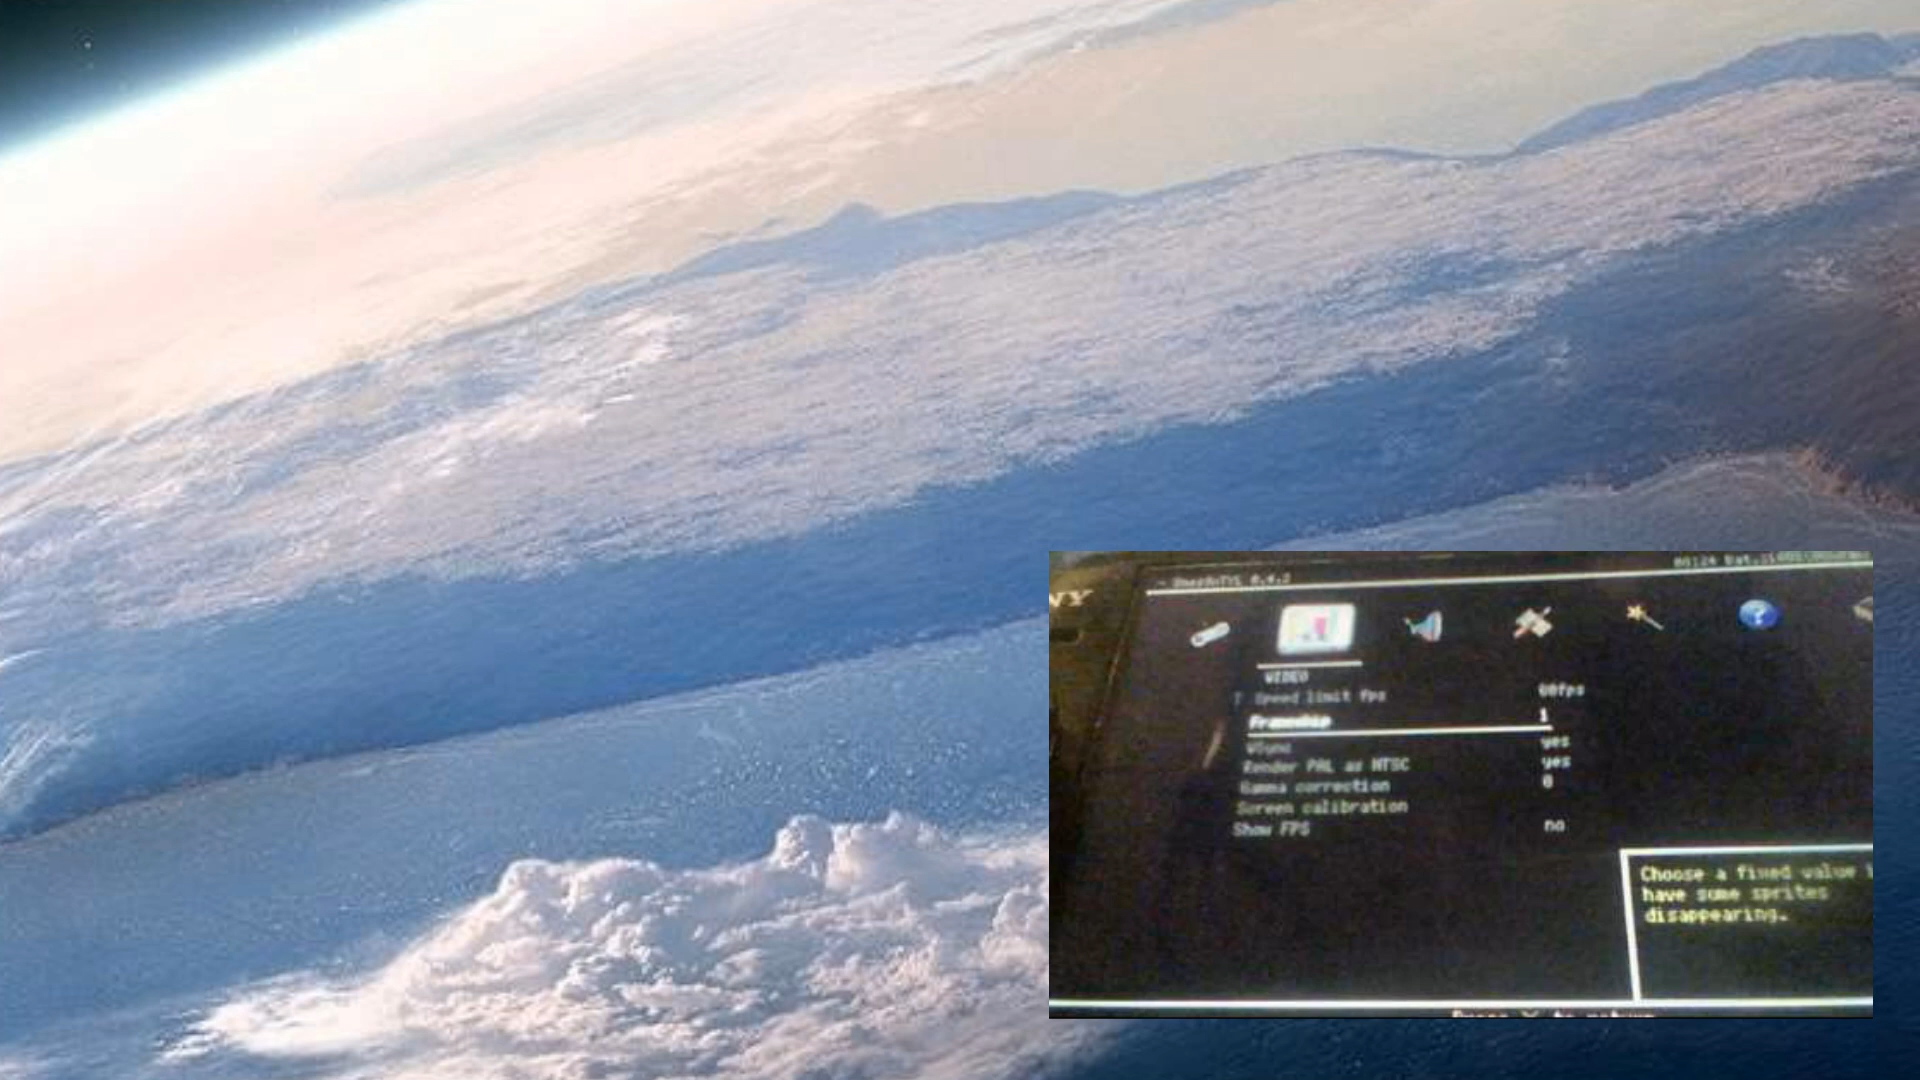 VIDEO
Speed limit fps 60fps
Frameskip 1
VSync yes
Render PAL as NTSC yes
Gamma correction 0
Screen calibration
Show FPS no
Choose a fixed value
have some sprites
disappearing.